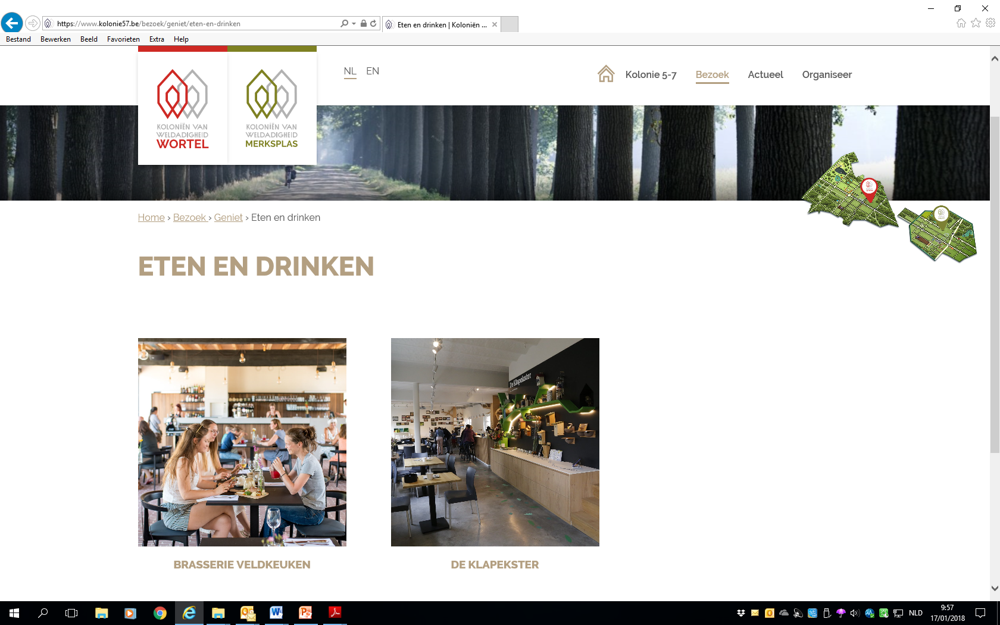 https://www.kolonie57.be/bezoek/geniet/eten-en-drinken
Eten en drinken | Koloniën ...
Bestand Bewerken Beeld Favorieten Extra Help
NL EN
Kolonie 5-7 Bezoek Actueel Organiseer
KOLONIËN VAN
WELDADIGHEID
WORTEL
KOLONIËN VAN
WELDADIGHEID
MERKSPLAS
Home › Bezoek › Geniet › Eten en drinken
ETEN EN DRINKEN
De Klapekster
BRASSERIE VELDKEUKEN
DE KLAPEKSTER
NLD
9:57
17/01/2018